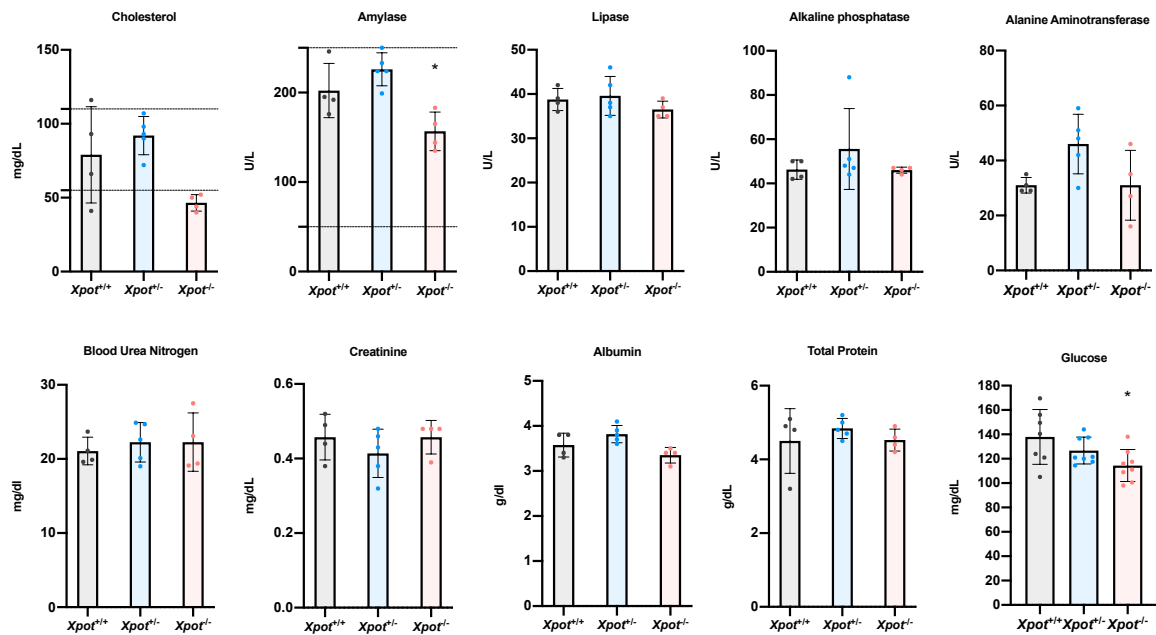 Cholesterol
150
100
50
0
mg/dL
Xpot+/+ Xpot+/- Xpot-/-
Amylase
200
100
0
U/L
*
Xpot+/+ Xpot+/- Xpot-/-
Lipase
50
40
30
20
10
0
U/L
Xpot+/+ Xpot+/- Xpot-/-
Alkaline phosphatase
100
80
60
40
20
0
U/L
Xpot+/+ Xpot+/- Xpot-/-
Alanine Aminotransferase
80
60
40
20
0
U/L
Xpot+/+ Xpot+/- Xpot-/-
Blood Urea Nitrogen
30
20
10
0
mg/dl
Xpot+/+ Xpot+/- Xpot-/-
Creatinine
0.6
0.4
0.2
0.0
mg/dL
Xpot+/+ Xpot+/- Xpot-/-
Albumin
5
4
3
2
1
0
g/dl
Xpot+/+ Xpot+/- Xpot-/-
Total Protein
6
4
2
0
g/dL
Xpot+/+ Xpot+/- Xpot-/-
Glucose
180
160
140
120
100
80
60
40
20
0
mg/dL
*
Xpot+/+ Xpot+/- Xpot-/-